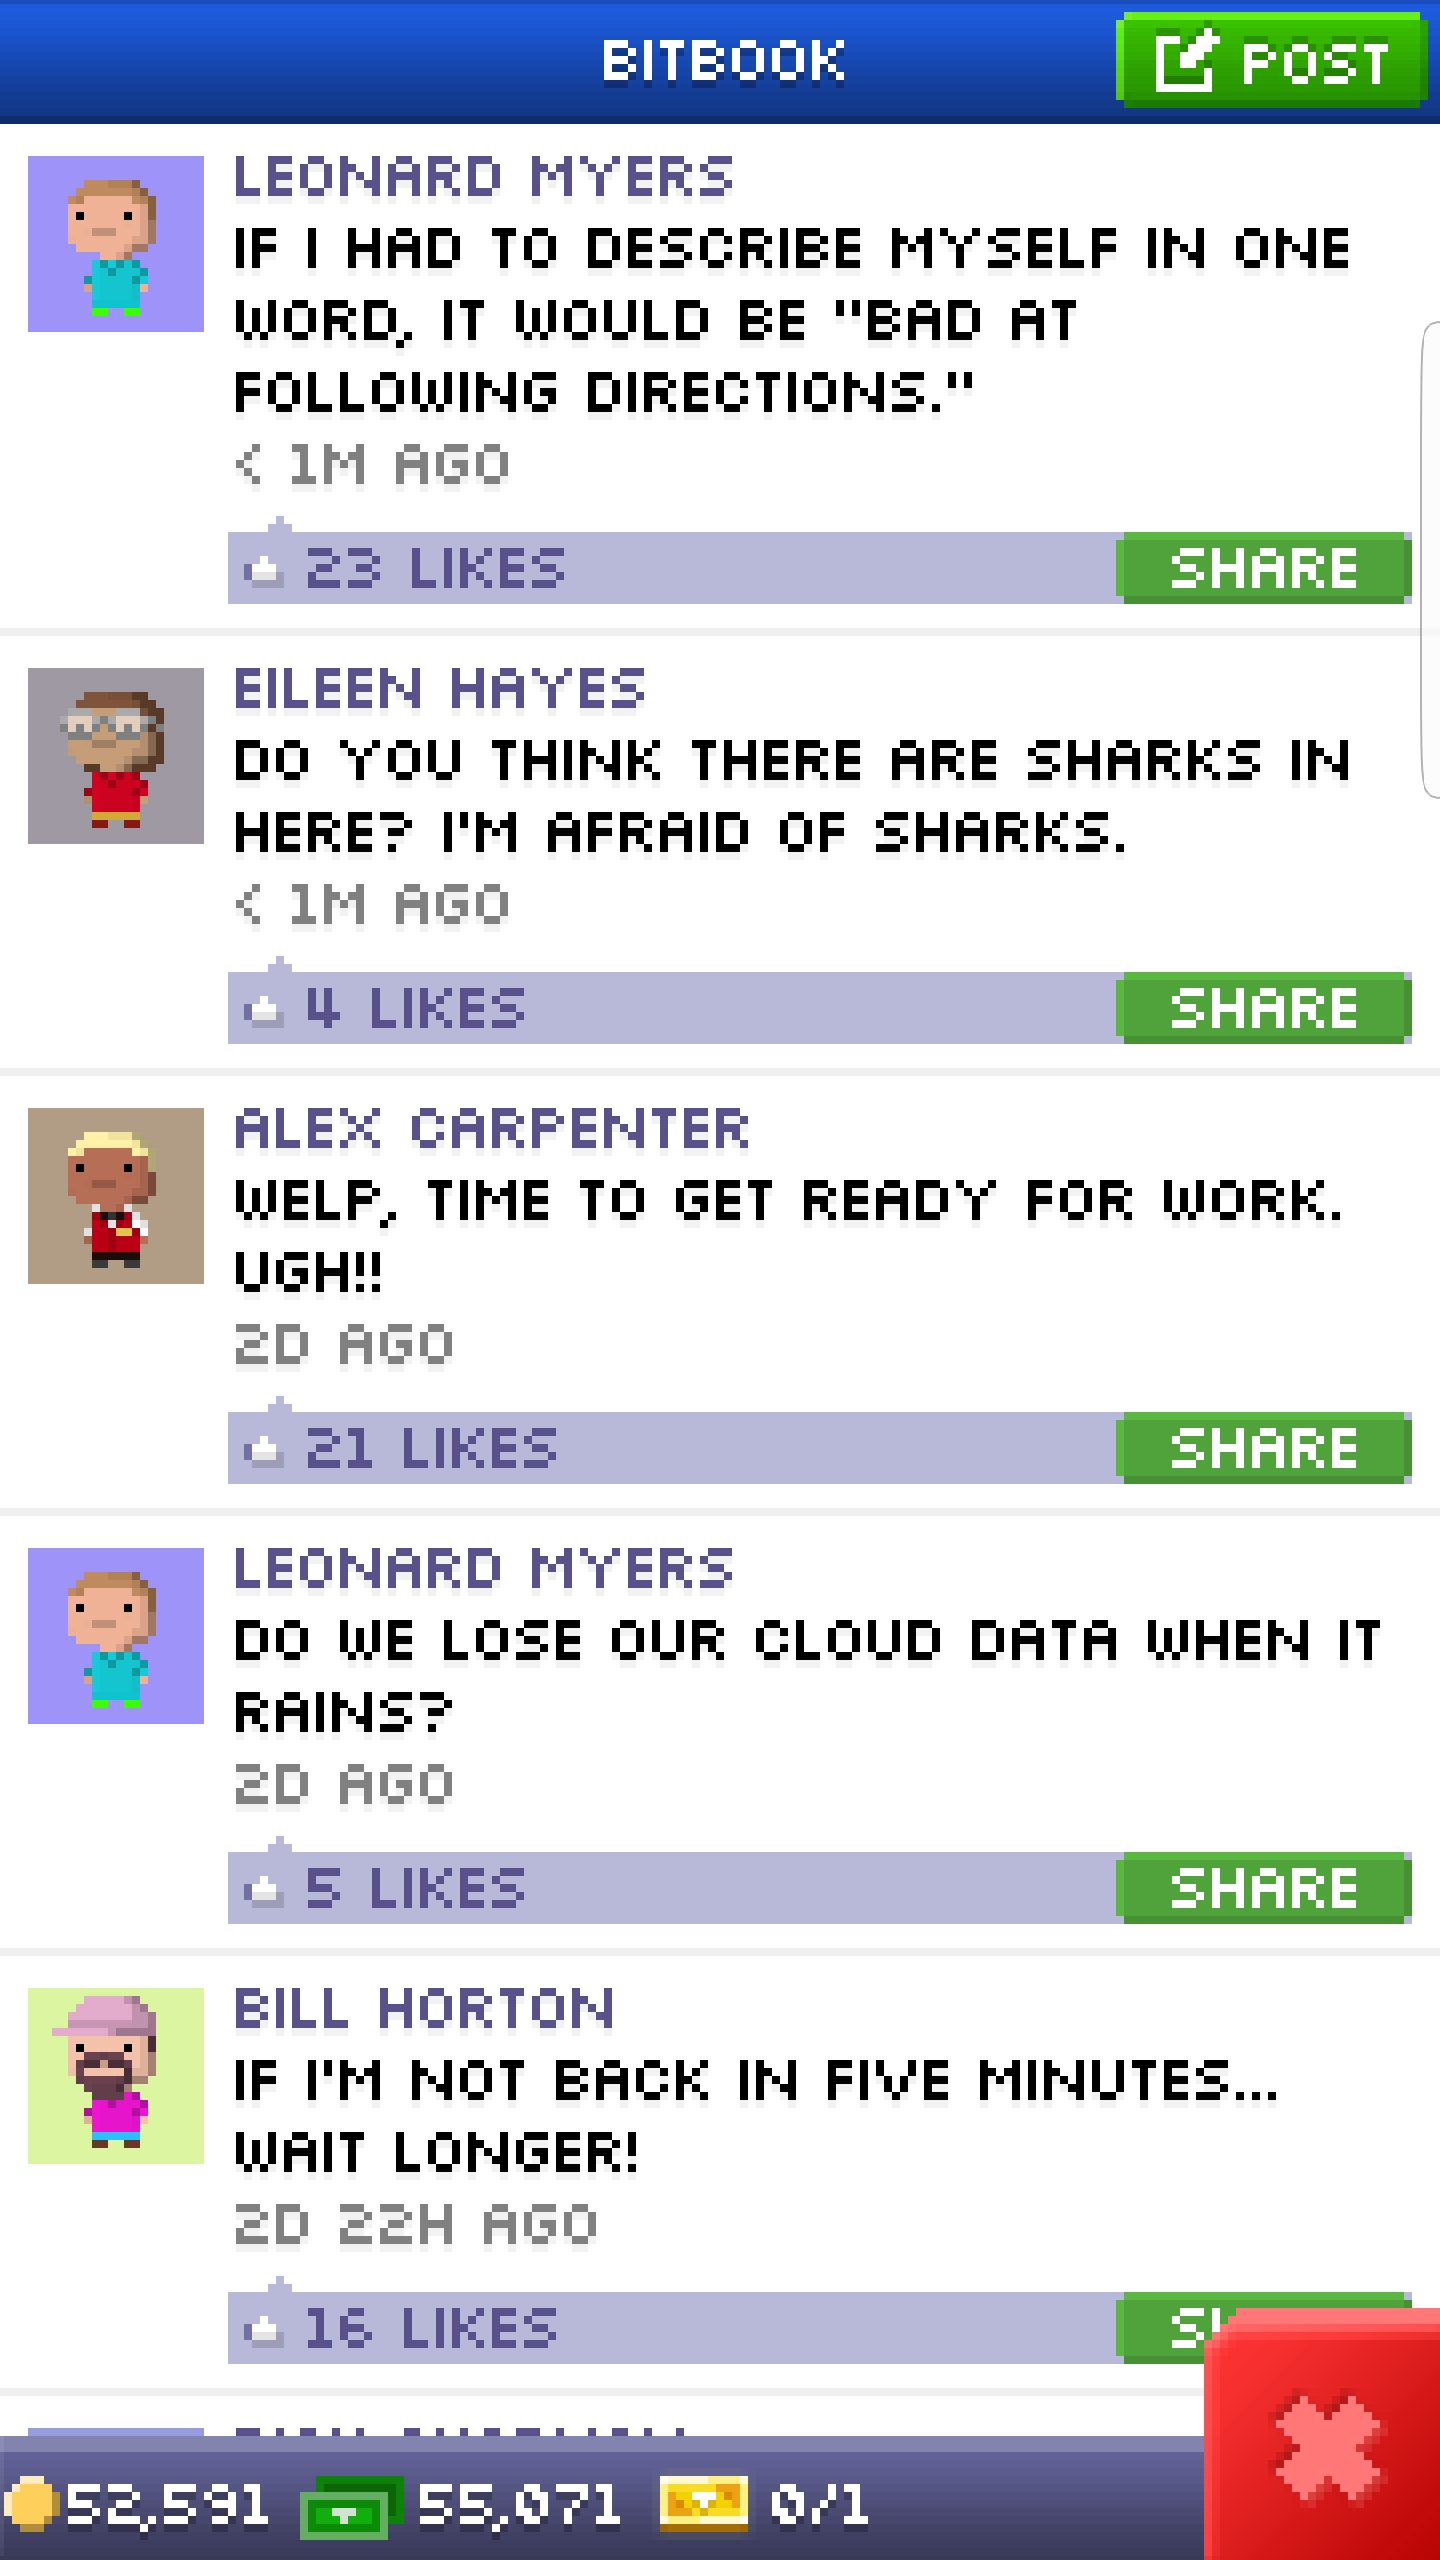 BITBOOK
POST
LEONARD MYERS
IF I HAD TO DESCRIBE MYSELF IN ONE
WORD, IT WOULD BE "BAD AT
FOLLOWING DIRECTIONS."
< 1M AGO
23 LIKES
SHARE
EILEEN HAYES
DO YOU THINK THERE ARE SHARKS IN
HERE? I'M AFRAID OF SHARKS.
< 1M AGO
4 LIKES
SHARE
ALEX CARPENTER
WELP, TIME TO GET READY FOR WORK.
UGH!!
2D AGO
21 LIKES
SHARE
LEONARD MYERS
DO WE LOSE OUR CLOUD DATA WHEN IT
RAINS?
2D AGO
5 LIKES
SHARE
BILL HORTON
IF I'M NOT BACK IN FIVE MINUTES...
WAIT LONGER!
2D 22H AGO
16 LIKES
52,591
55,071
0/1